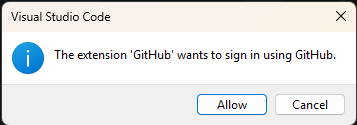 Visual Studio Code
The extension 'GitHub' wants to sign in using GitHub.
Allow
Cancel